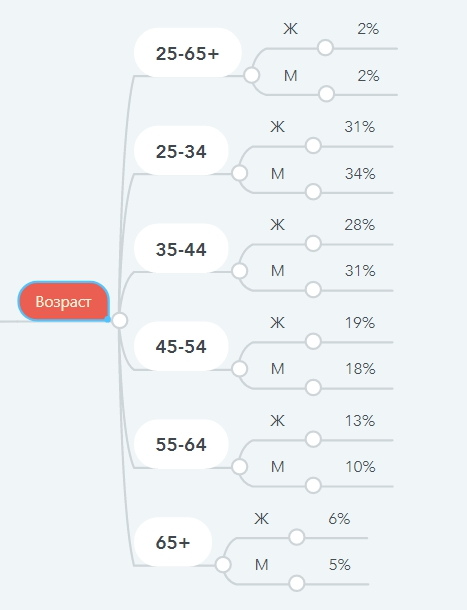 Ж 2%
25-65+
М 2%
Ж 31%
25-34
М 34%
Ж 28%
35-44
М 31%
Возраст
Ж 19%
45-54
М 18%
Ж 13%
55-64
М 10%
Ж 6%
65+
М 5%